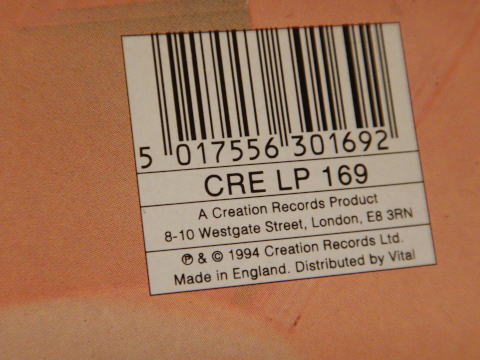 5 017556 301692
CRE LP 169
A Creation Records Product
8-10 Westgate Street, London, E8 3RN
℗ & © 1994 Creation Records Ltd.
Made in England. Distributed by Vital